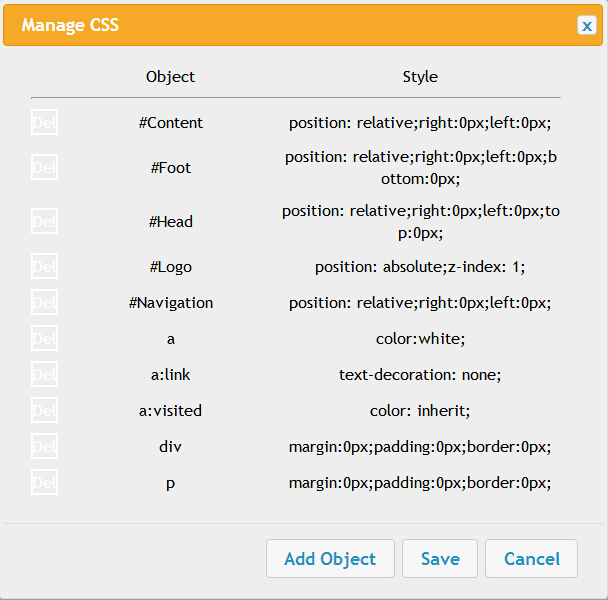 Manage CSS x
Object Style
Del #Content position: relative;right:0px;left:0px;
Del #Foot position: relative;right:0px;left:0px;b
ottom:0px;
Del #Head position: relative;right:0px;left:0px;to
p:0px;
Del #Logo position: absolute;z-index: 1;
Del #Navigation position: relative;right:0px;left:0px;
Del a color:white;
Del a:link text-decoration: none;
Del a:visited color: inherit;
Del div margin:0px;padding:0px;border:0px;
Del p margin:0px;padding:0px;border:0px;
Add Object Save Cancel